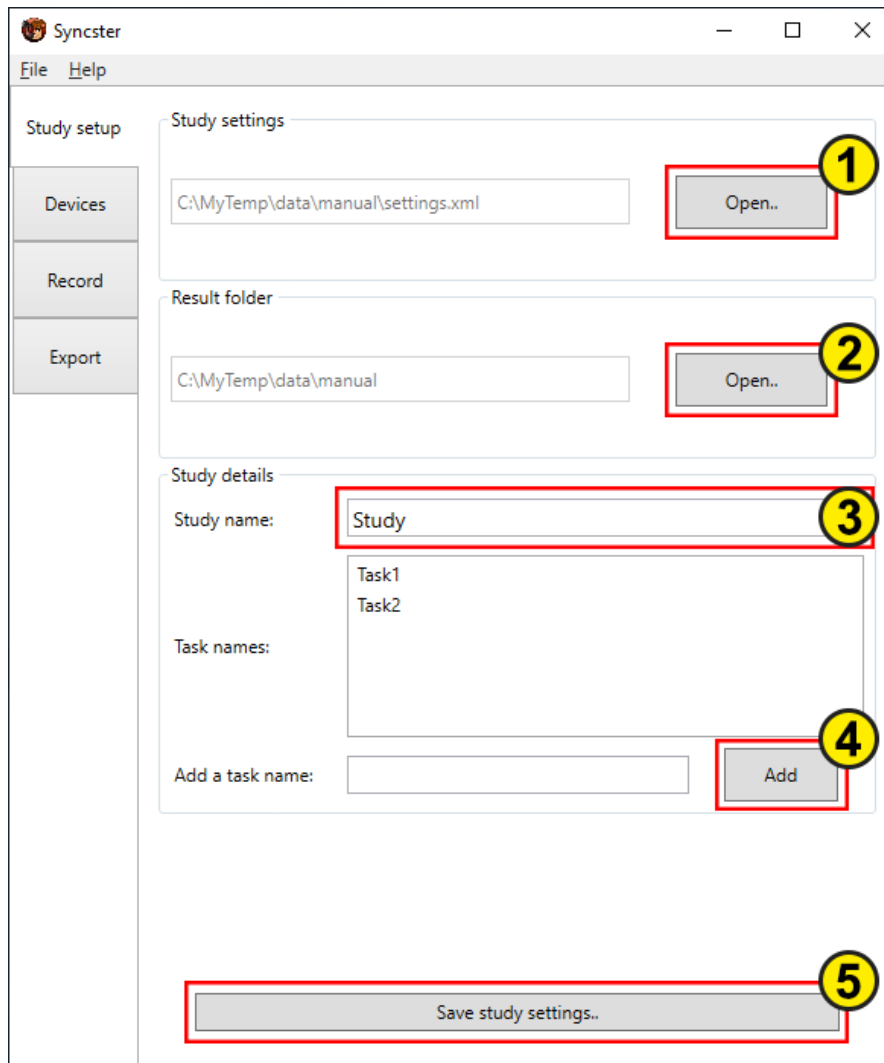 Syncster
File Help
Study setup
Devices
Record
Export
Study settings
C:\MyTemp\data\manual\settings.xml
Open..
1
Result folder
C:\MyTemp\data\manual
Open..
2
Study details
Study name:
Study
3
Task names:
Task1
Task2
Add a task name:
Add
4
Save study settings..
5